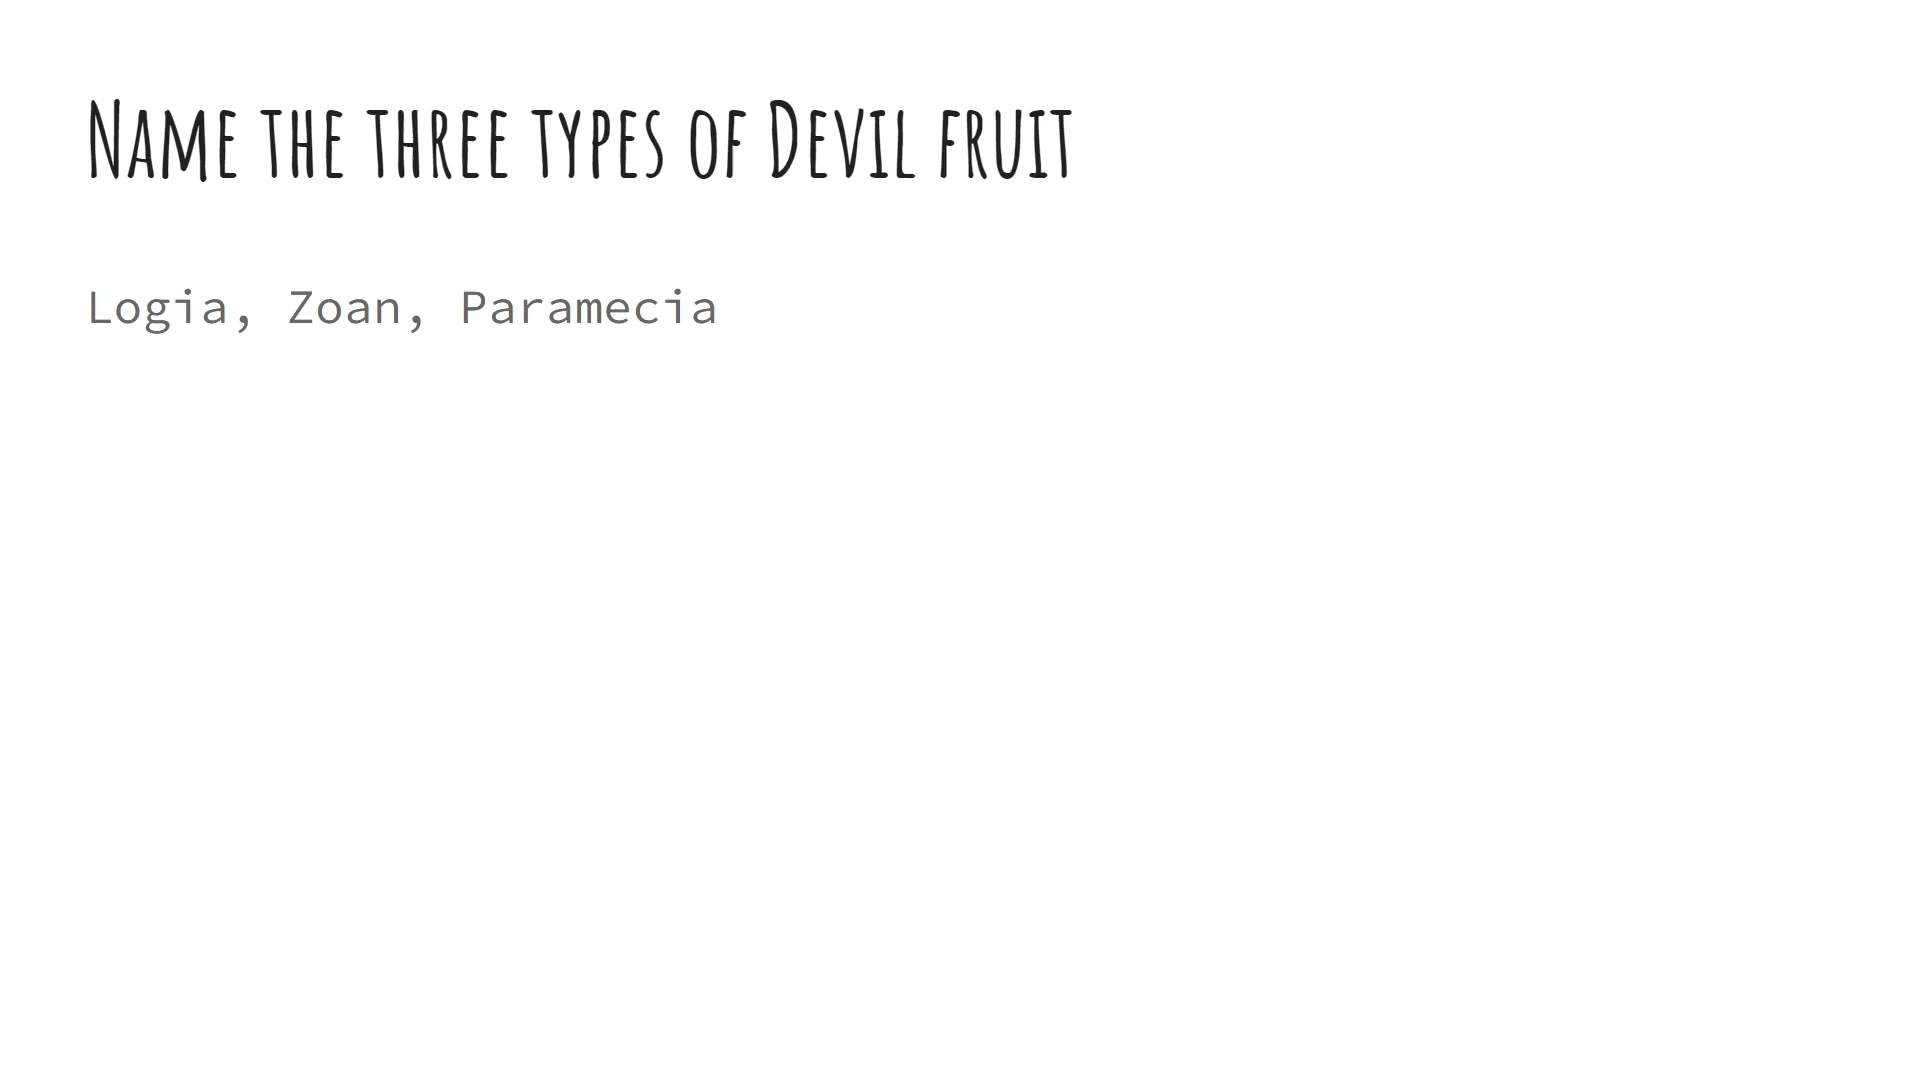 Name the three types of Devil fruit
Logia, Zoan, Paramecia